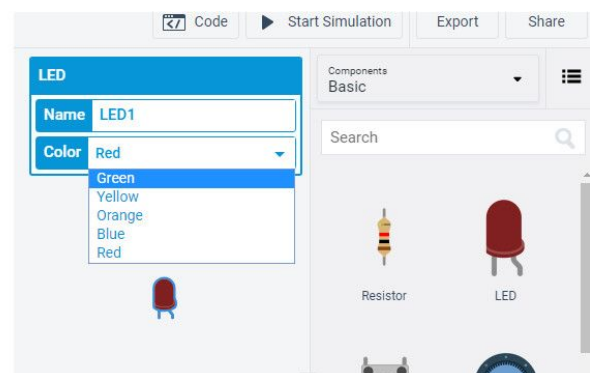 Code
Start Simulation
Export
Share
LED
Name LED1
Color Red
Green
Yellow
Orange
Blue
Red
Components
Basic
Search
Resistor
LED